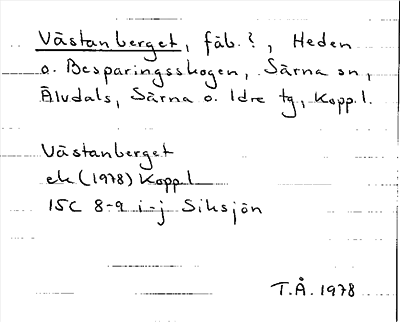 Västanberget, fäb.?, Heden
o. Besparingsskogen, Särna sn,
Älvdals, Särna o. Idre tg, Kopp.l.
Västanberget
ek (1978) Kopp.l
15C 8-9 i-j Siksjön
T.Å. 1978